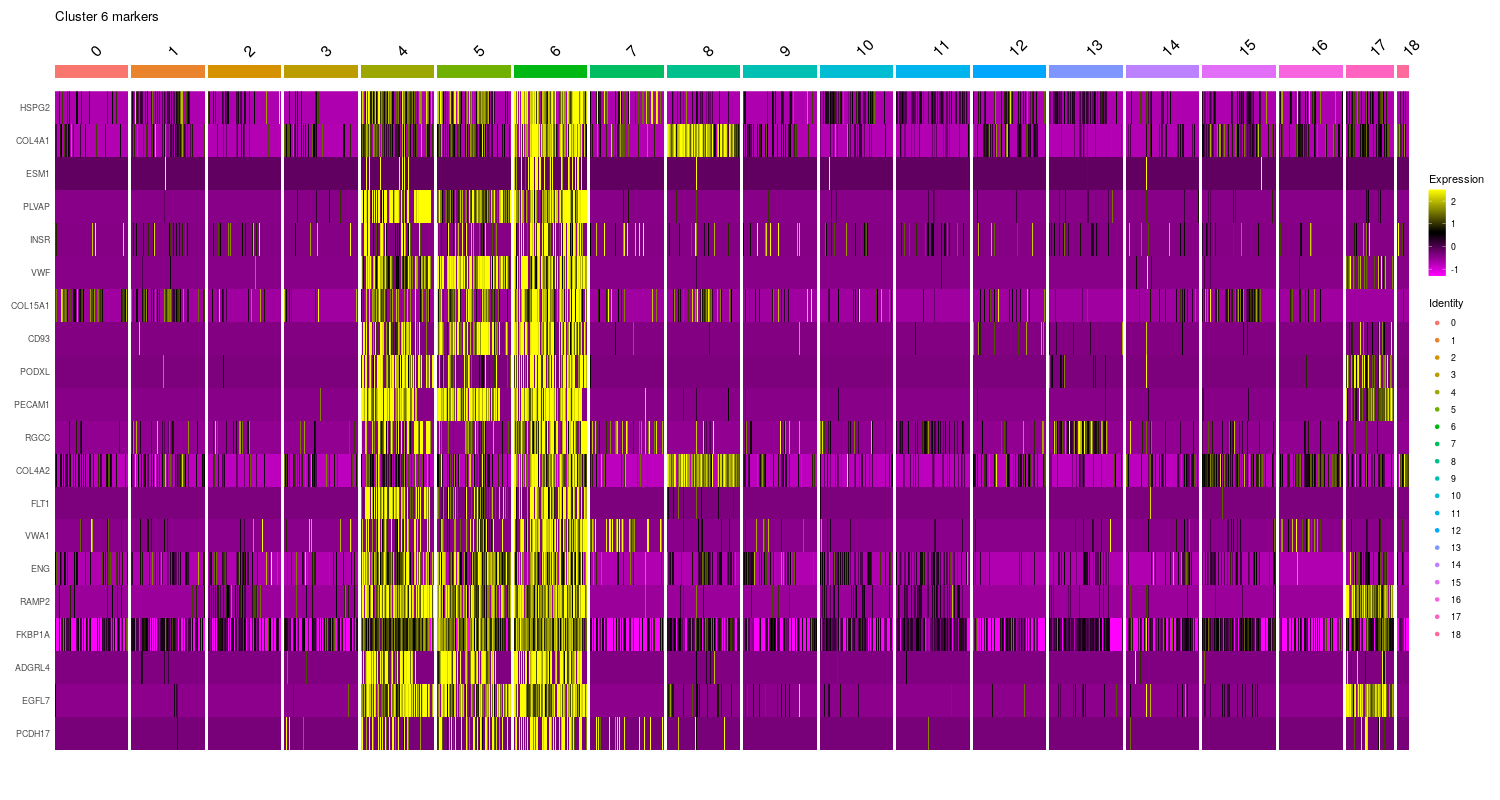 Cluster 6 markers
0 1 2 3 4 5 6 7 8 9 10 11 12 13 14 15 16 17 18
HSPG2
COL4A1
ESM1
PLVAP
INSR
VWF
COL15A1
CD93
PODXL
PECAM1
RGCC
COL4A2
FLT1
VWA1
ENG
RAMP2
FKBP1A
ADGRL4
EGFL7
PCDH17
Expression
2
1
0
-1
Identity
0
1
2
3
4
5
6
7
8
9
10
11
12
13
14
15
16
17
18